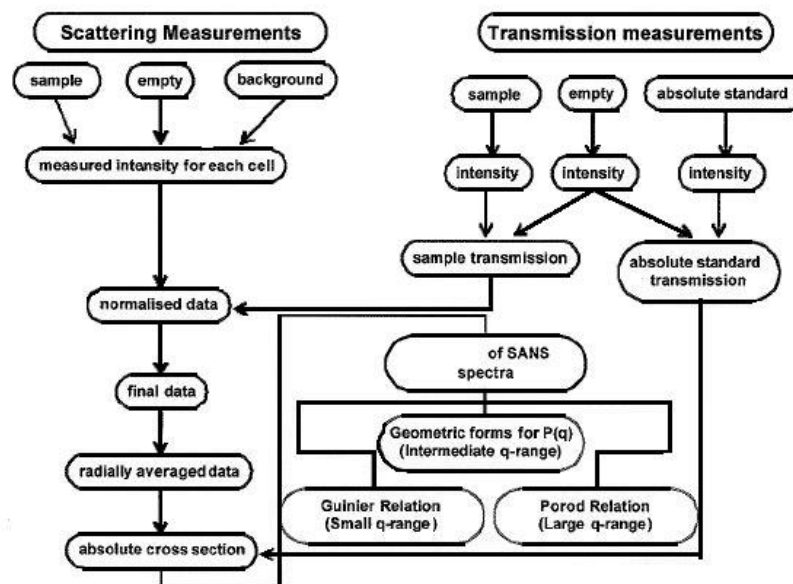 Scattering Measurements
Transmission measurements
sample
empty
background
sample
empty
absolute standard
measured intensity for each cell
intensity
intensity
intensity
sample transmission
absolute standard
transmission
normalised data
of SANS
spectra
final data
Geometric forms for P(q)
(Intermediate q-range)
radially averaged data
Guinier Relation
(Small q-range)
Porod Relation
(Large q-range)
absolute cross section